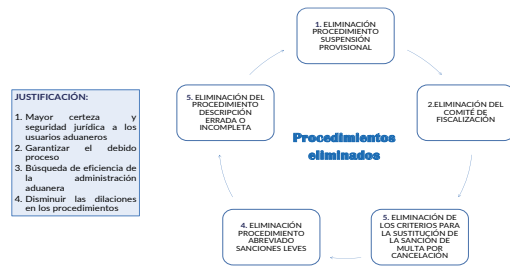 JUSTIFICACIÓN:
1. Mayor certeza y
seguridad jurídica a los
usuarios aduaneros
2. Garantizar el debido
proceso
3. Búsqueda de eficiencia de
la administración
aduanera
4. Disminuir las dilaciones
en los procedimientos
1. ELIMINACIÓN
PROCEDIMIENTO
SUSPENSIÓN
PROVISIONAL
2.ELIMINACIÓN DEL
COMITÉ DE
FISCALIZACIÓN
5. ELIMINACIÓN DE
LOS CRITERIOS PARA
LA SUSTITUCIÓN DE
LA SANCIÓN DE
MULTA POR
CANCELACIÓN
4. ELIMINACIÓN
PROCEDIMIENTO
ABREVIADO
SANCIONES LEVES
5. ELIMINACIÓN DEL
PROCEDIMIENTO
DESCRIPCIÓN
ERRADA O
INCOMPLETA
Procedimientos
eliminados